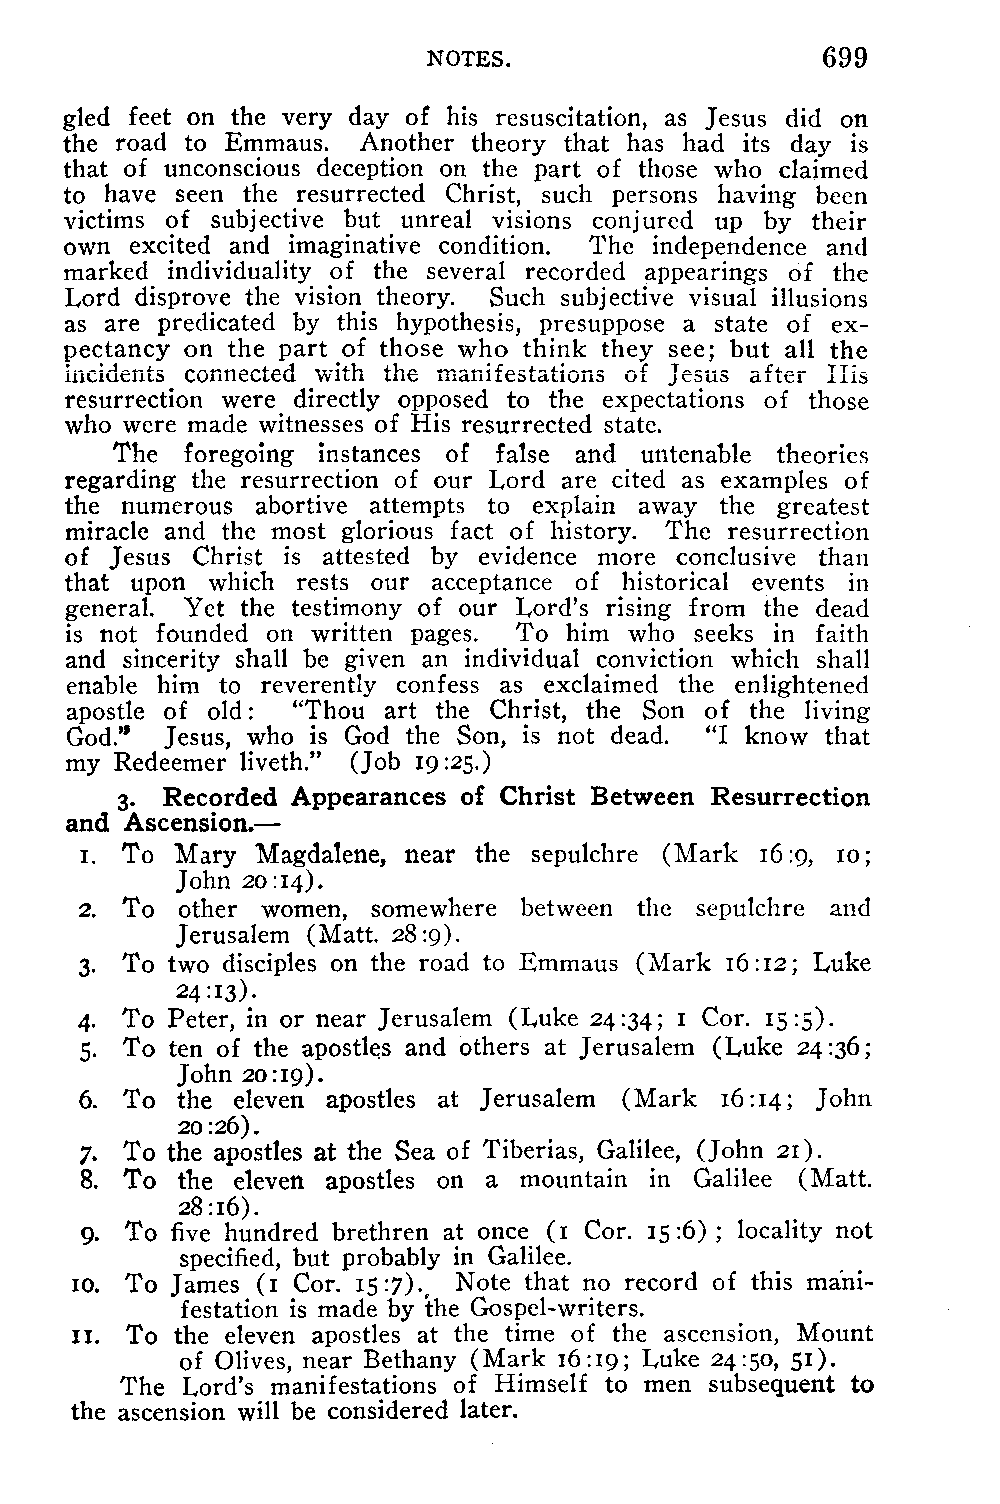 NOTES. 699
gled feet on the very day of his resuscitation, as Jesus did on
the road to Emmaus. Another theory that has had its day is
that of unconscious deception on the part of those who claimed
to have seen the resurrected Christ, such persons having been
victims of subjective but unreal visions conjured up by their
own excited and imaginative condition. The independence and
marked individuality of the several recorded appearings of the
Lord disprove the vision theory. Such subjective visual illusions
as are predicated by this hypothesis, presuppose a state of ex-
pectancy on the part of those who think they see; but all the
incidents connected with the manifestations of Jesus after His
resurrection were directly opposed to the expectations of those
who were made witnesses of His resurrected state.
The foregoing instances of false and untenable theories
regarding the resurrection of our Lord are cited as examples of
the numerous abortive attempts to explain away the greatest
miracle and the most glorious fact of history. The resurrection
of Jesus Christ is attested by evidence more conclusive than
that upon which rests our acceptance of historical events in
general. Yet the testimony of our Lord's rising from the dead
is not founded on written pages. To him who seeks in faith
and sincerity shall be given an individual conviction which shall
enable him to reverently confess as exclaimed the enlightened
apostle of old: "Thou art the Christ, the Son of the living
God." Jesus, who is God the Son, is not dead. "I know that
my Redeemer liveth." (Job 19:25.)
3. Recorded Appearances of Christ Between Resurrection
and Ascension.—
1. To Mary Magdalene, near the sepulchre (Mark 16:9, 10;
John 20:14).
2. To other women, somewhere between the sepulchre and
Jerusalem (Matt. 28:9).
3. To two disciples on the road to Emmaus (Mark 16:12; Luke
24:13).
4. To Peter, in or near Jerusalem (Luke 24:34; 1 Cor. 15:5).
5. To ten of the apostles and others at Jerusalem (Luke 24:36;
John 20:19).
6. To the eleven apostles at Jerusalem (Mark 16:14; John
20:26).
7. To the apostles at the Sea of Tiberias, Galilee, (John 21).
8. To the eleven apostles on a mountain in Galilee (Matt.
28:16).
9. To five hundred brethren at once (1 Cor. 15:6); locality not
specified, but probably in Galilee.
10. To James (1 Cor. 15:7). Note that no record of this mani-
festation is made by the Gospel-writers.
11. To the eleven apostles at the time of the ascension, Mount
of Olives, near Bethany (Mark 16:19; Luke 24:50, 51).
The Lord's manifestations of Himself to men subsequent to
the ascension will be considered later.